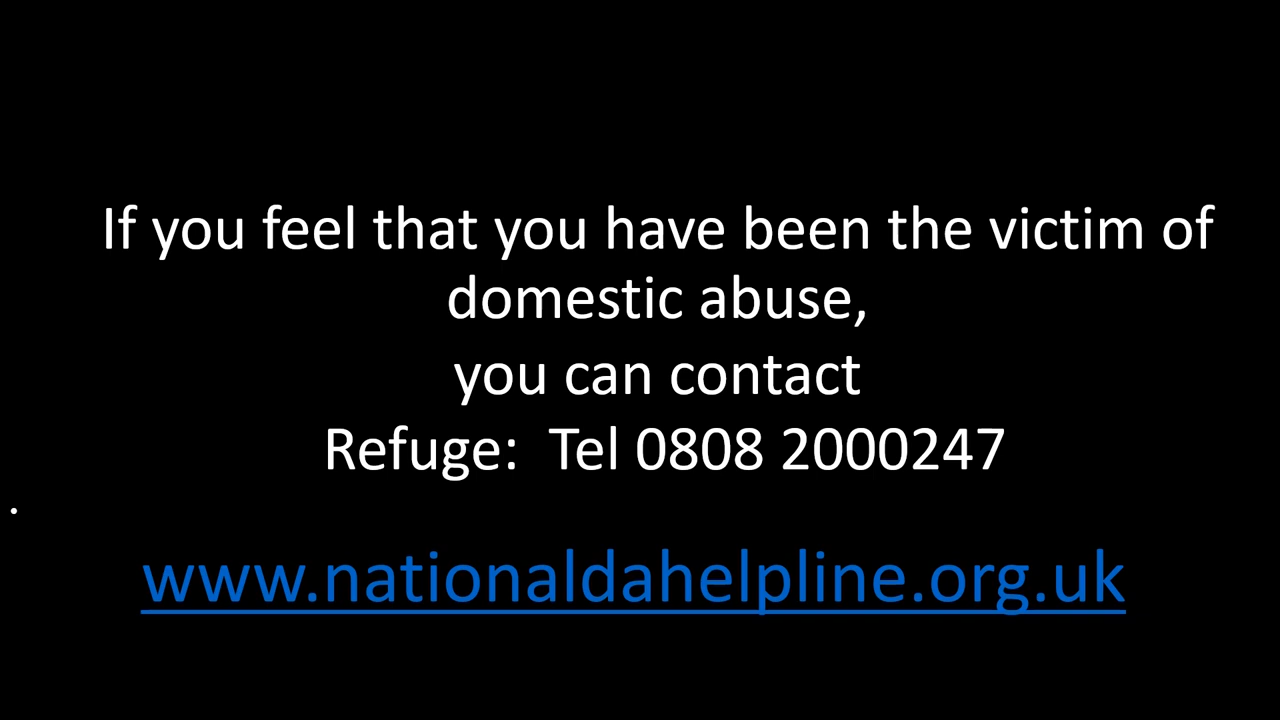 If you feel that you have been the victim of
domestic abuse,
you can contact
Refuge:  Tel 0808 2000247
.
www.nationaldahelpline.org.uk